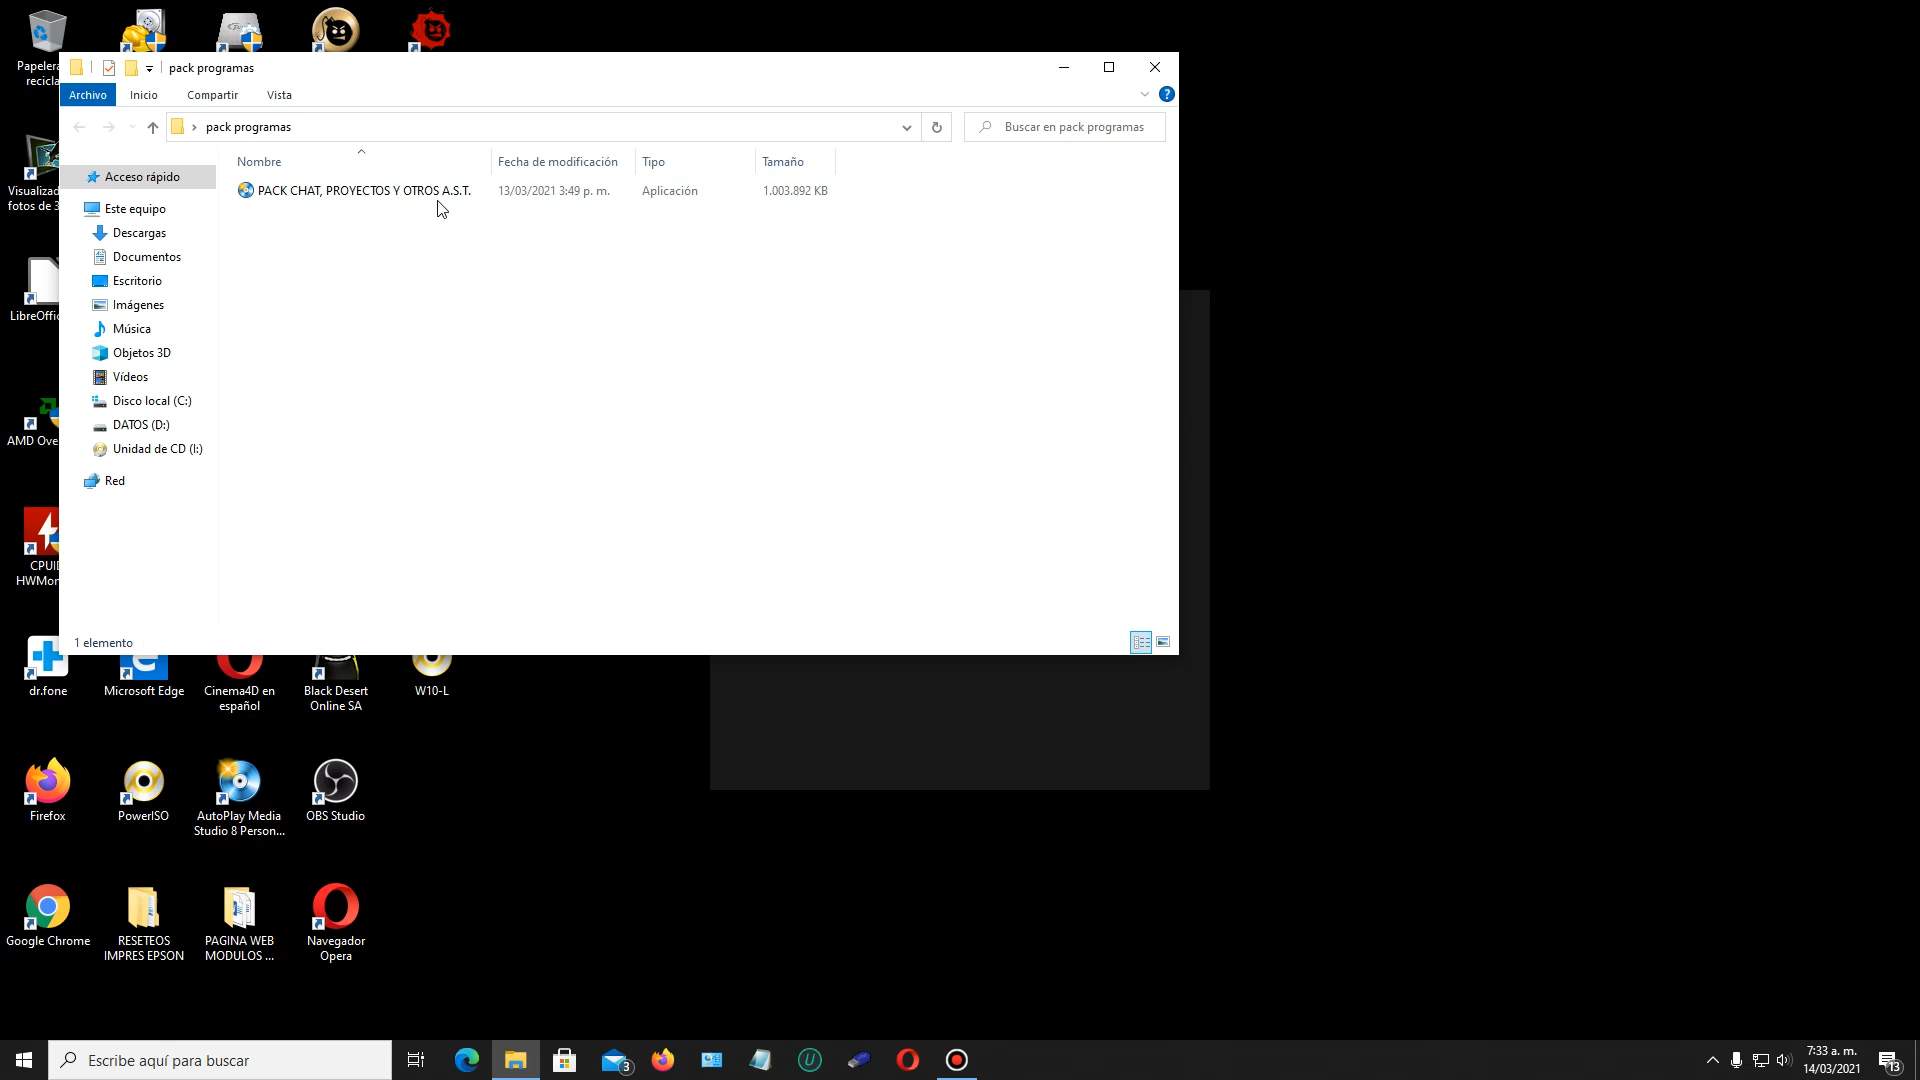 Papelera
recicla
pack programas
Archivo
Inicio
Compartir
Vista
pack programas
Buscar en pack programas
Nombre
Fecha de modificación
Tipo
Tamaño
PACK CHAT, PROYECTOS Y OTROS A.S.T.
13/03/2021 3:49 p. m.
Aplicación
1.003.892 KB
Acceso rápido
Este equipo
Descargas
Documentos
Escritorio
Imágenes
Música
Objetos 3D
Vídeos
Disco local (C:)
DATOS (D:)
Unidad de CD (I:)
Red
1 elemento
Visualizad
fotos de 3
LibreOffic
AMD Ove
CPUID
HWMon
dr.fone
Microsoft Edge
Cinema4D en
español
Black Desert
Online SA
W10-L
Firefox
PowerISO
AutoPlay Media
Studio 8 Person...
OBS Studio
Google Chrome
RESETEOS
IMPRES EPSON
PAGINA WEB
MODULOS ...
Navegador
Opera
Escribe aquí para buscar
3
7:33 a. m.
14/03/2021
13